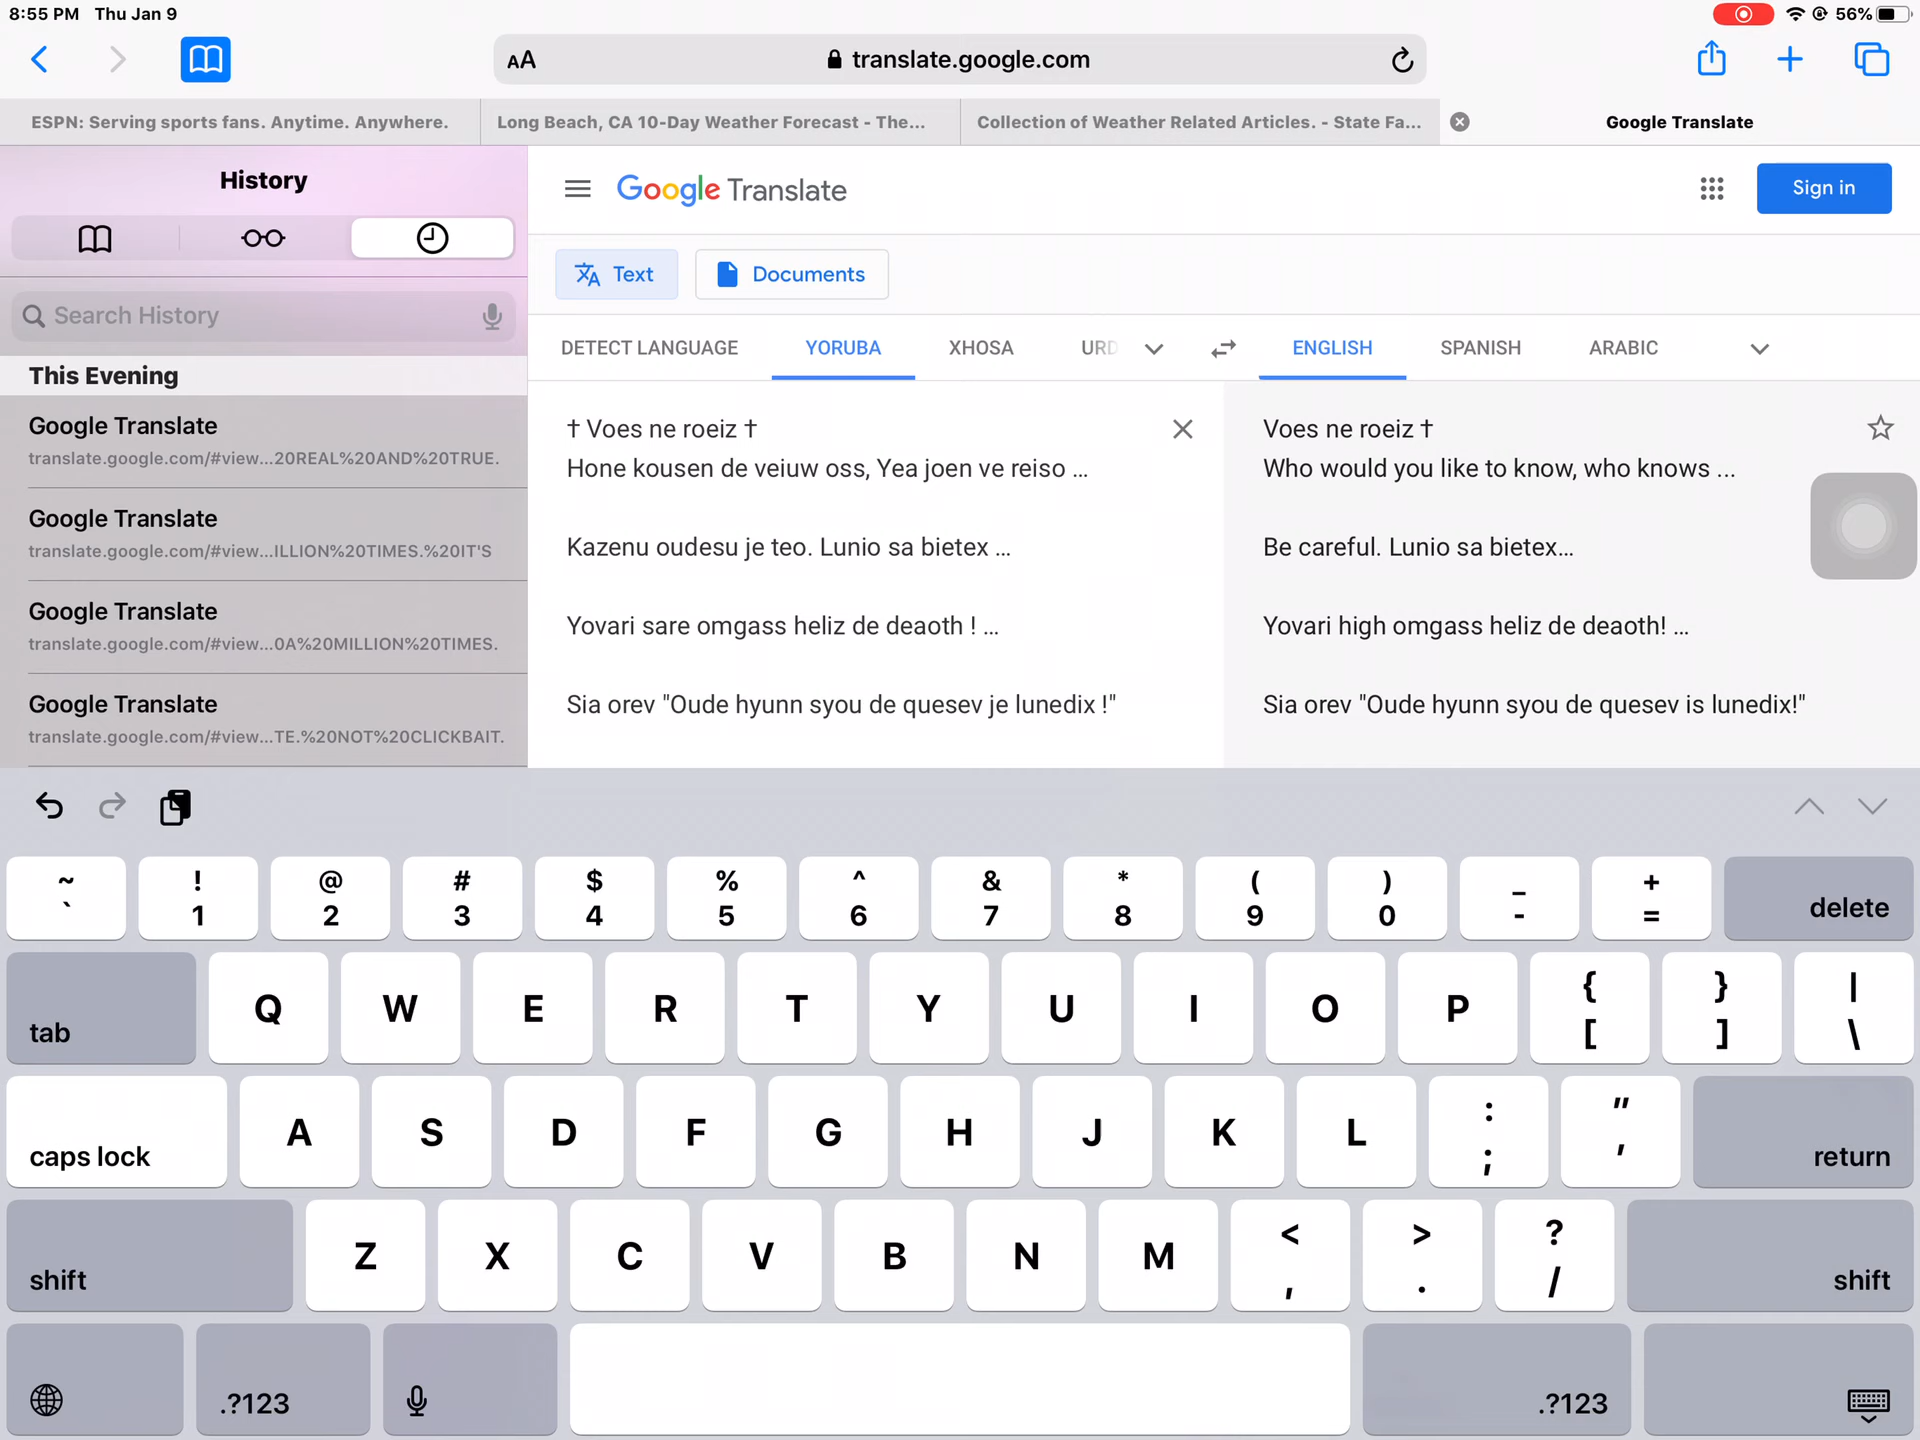 8:55 PM Thu Jan 9
56%
AA translate.google.com
ESPN: Serving sports fans. Anytime. Anywhere.
Long Beach, CA 10-Day Weather Forecast - The...
Collection of Weather Related Articles. - State Fa...
Google Translate
History
Search History
This Evening
Google Translate
translate.google.com/#view...20REAL%20AND%20TRUE.
Google Translate
translate.google.com/#view...ILLION%20TIMES.%20IT'S
Google Translate
translate.google.com/#view...0A%20MILLION%20TIMES.
Google Translate
translate.google.com/#view...TE.%20NOT%20CLICKBAIT.
Google Translate
Sign in
Text
Documents
DETECT LANGUAGE YORUBA XHOSA URD
ENGLISH SPANISH ARABIC
† Voes ne roeiz †
Hone kousen de veiuw oss, Yea joen ve reiso ...
Kazenu oudesu je teo. Lunio sa bietex ...
Yovari sare omgass heliz de deaoth ! ...
Sia orev "Oude hyunn syou de quesev je lunedix !"
Voes ne roeiz †
Who would you like to know, who knows ...
Be careful. Lunio sa bietex...
Yovari high omgass heliz de deaoth! ...
Sia orev "Oude hyunn syou de quesev is lunedix!"
~ ! @ # $ % ^ & * ( ) _ +
` 1 2 3 4 5 6 7 8 9 0 - = delete
tab Q W E R T Y U I O P { [ } ] | \
caps lock A S D F G H J K L : ; " ' return
shift Z X C V B N M < , > . ? / shift
.?123 .?123